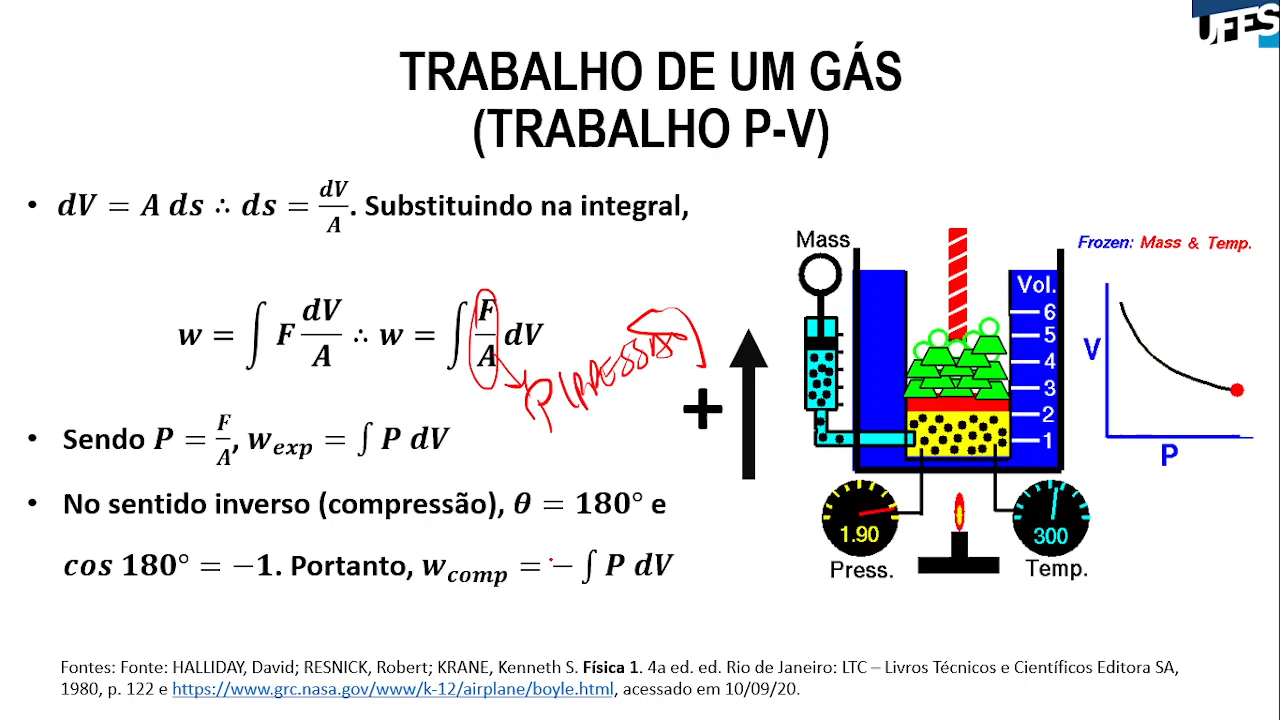 UFES
TRABALHO DE UM GÁS
(TRABALHO P-V)
• dV = A ds ∴ ds = dV/A. Substituindo na integral,
w = ∫ F dV/A ∴ w = ∫ F/A dV
P(PRESSÃO)
• Sendo P = F/A, w_exp = ∫ P dV
• No sentido inverso (compressão), θ = 180° e
cos 180° = −1. Portanto, w_comp = − ∫ P dV
+
Mass
Vol.
6
5
4
3
2
1
1.90
Press.
300
Temp.
Frozen: Mass & Temp.
V
P
Fontes: Fonte: HALLIDAY, David; RESNICK, Robert; KRANE, Kenneth S. Física 1. 4a ed. ed. Rio de Janeiro: LTC – Livros Técnicos e Científicos Editora SA,
1980, p. 122 e https://www.grc.nasa.gov/www/k-12/airplane/boyle.html, acessado em 10/09/20.